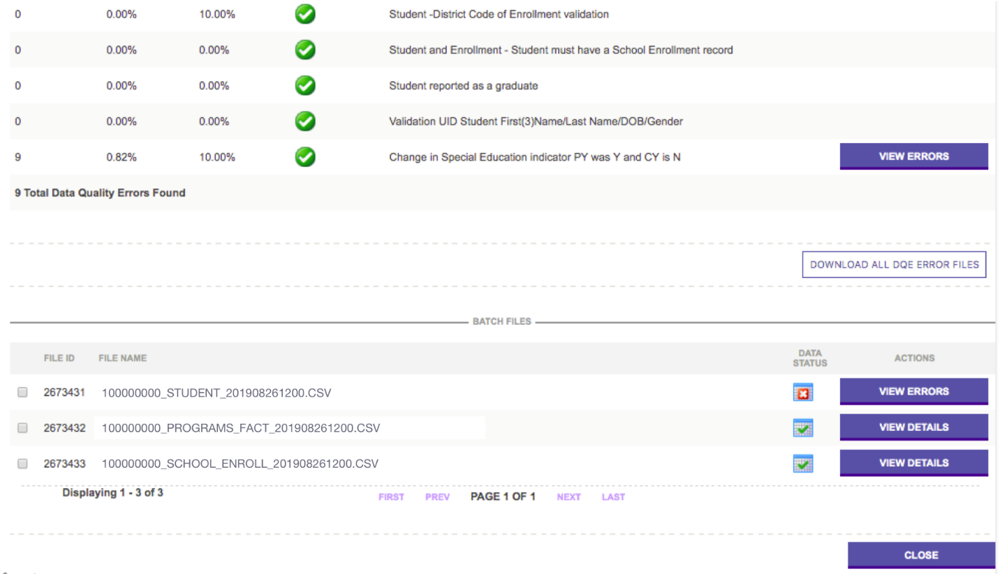 0 0.00% 10.00% Student -District Code of Enrollment validation
0 0.00% 0.00% Student and Enrollment - Student must have a School Enrollment record
0 0.00% 0.00% Student reported as a graduate
0 0.00% 0.00% Validation UID Student First(3)Name/Last Name/DOB/Gender
9 0.82% 10.00% Change in Special Education indicator PY was Y and CY is N VIEW ERRORS
9 Total Data Quality Errors Found
DOWNLOAD ALL DQE ERROR FILES
BATCH FILES
FILE ID FILE NAME DATA STATUS ACTIONS
2673431 100000000_STUDENT_201908261200.CSV VIEW ERRORS
2673432 100000000_PROGRAMS_FACT_201908261200.CSV VIEW DETAILS
2673433 100000000_SCHOOL_ENROLL_201908261200.CSV VIEW DETAILS
Displaying 1 - 3 of 3 FIRST PREV PAGE 1 OF 1 NEXT LAST
CLOSE